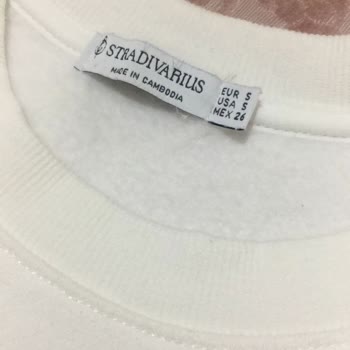 STRADIVARIUS
MADE IN CAMBODIA
EUR S
USA S
MEX 26